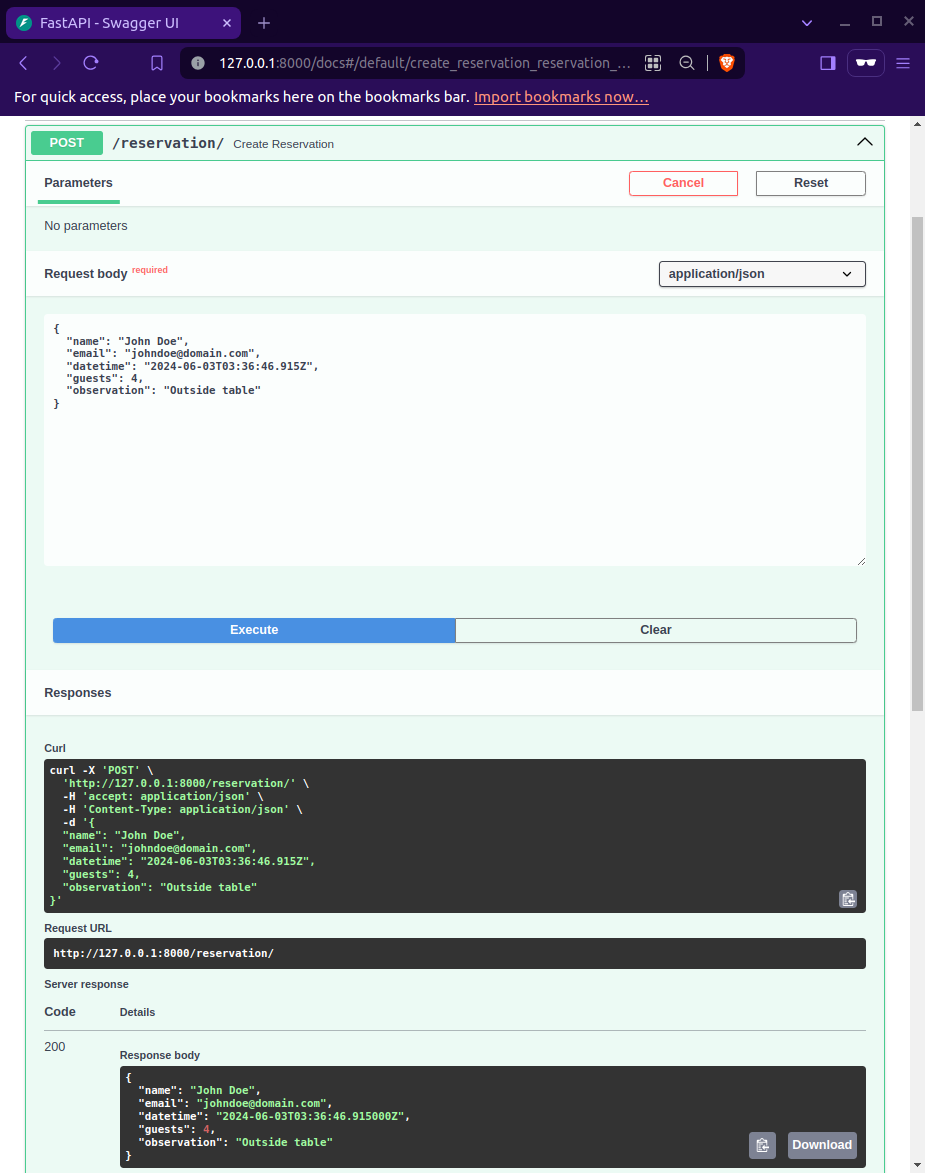 FastAPI - Swagger UI
127.0.0.1:8000/docs#/default/create_reservation_reservation_...
For quick access, place your bookmarks here on the bookmarks bar. Import bookmarks now...
POST /reservation/ Create Reservation
Parameters
Cancel
Reset
No parameters
Request body required
application/json
{
  "name": "John Doe",
  "email": "johndoe@domain.com",
  "datetime": "2024-06-03T03:36:46.915Z",
  "guests": 4,
  "observation": "Outside table"
}
Execute
Clear
Responses
Curl
curl -X 'POST' \
  'http://127.0.0.1:8000/reservation/' \
  -H 'accept: application/json' \
  -H 'Content-Type: application/json' \
  -d '{
  "name": "John Doe",
  "email": "johndoe@domain.com",
  "datetime": "2024-06-03T03:36:46.915Z",
  "guests": 4,
  "observation": "Outside table"
}'
Request URL
http://127.0.0.1:8000/reservation/
Server response
Code Details
200
Response body
{
  "name": "John Doe",
  "email": "johndoe@domain.com",
  "datetime": "2024-06-03T03:36:46.915000Z",
  "guests": 4,
  "observation": "Outside table"
}
Download